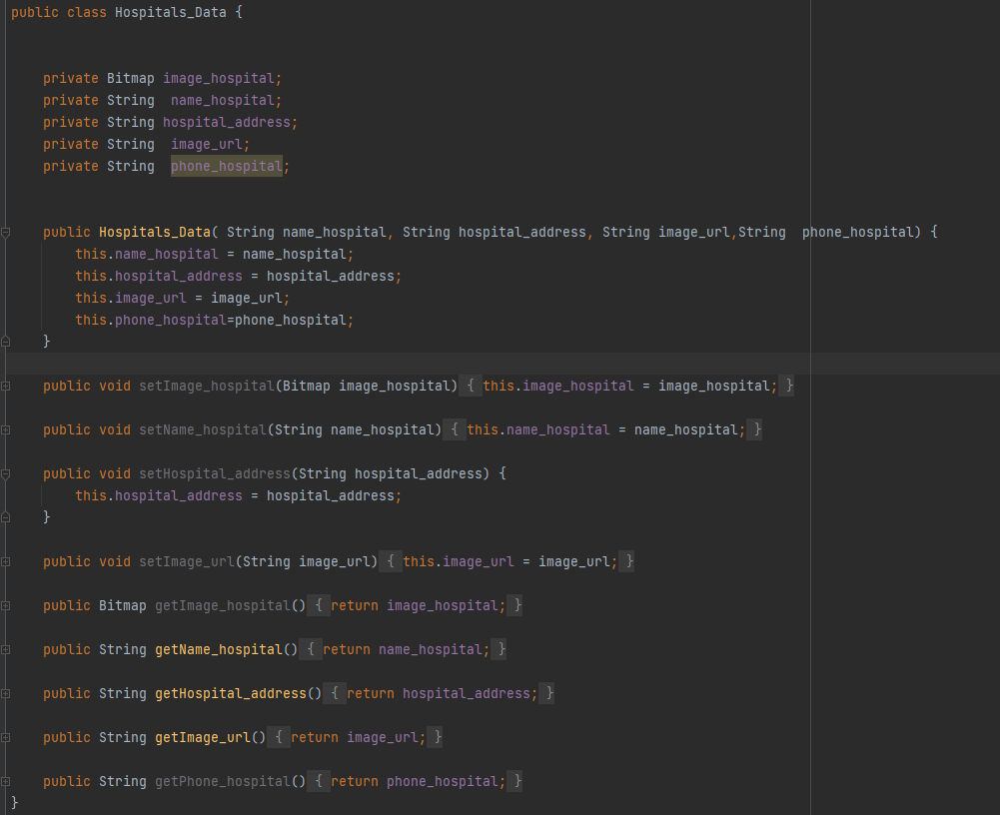 public class Hospitals_Data {
private Bitmap image_hospital;
private String  name_hospital;
private String hospital_address;
private String  image_url;
private String  phone_hospital;
public Hospitals_Data( String name_hospital, String hospital_address, String image_url,String  phone_hospital) {
this.name_hospital = name_hospital;
this.hospital_address = hospital_address;
this.image_url = image_url;
this.phone_hospital=phone_hospital;
}
public void setImage_hospital(Bitmap image_hospital) { this.image_hospital = image_hospital; }
public void setName_hospital(String name_hospital) { this.name_hospital = name_hospital; }
public void setHospital_address(String hospital_address) {
this.hospital_address = hospital_address;
}
public void setImage_url(String image_url) { this.image_url = image_url; }
public Bitmap getImage_hospital() { return image_hospital; }
public String getName_hospital() { return name_hospital; }
public String getHospital_address() { return hospital_address; }
public String getImage_url() { return image_url; }
public String getPhone_hospital() { return phone_hospital; }
}